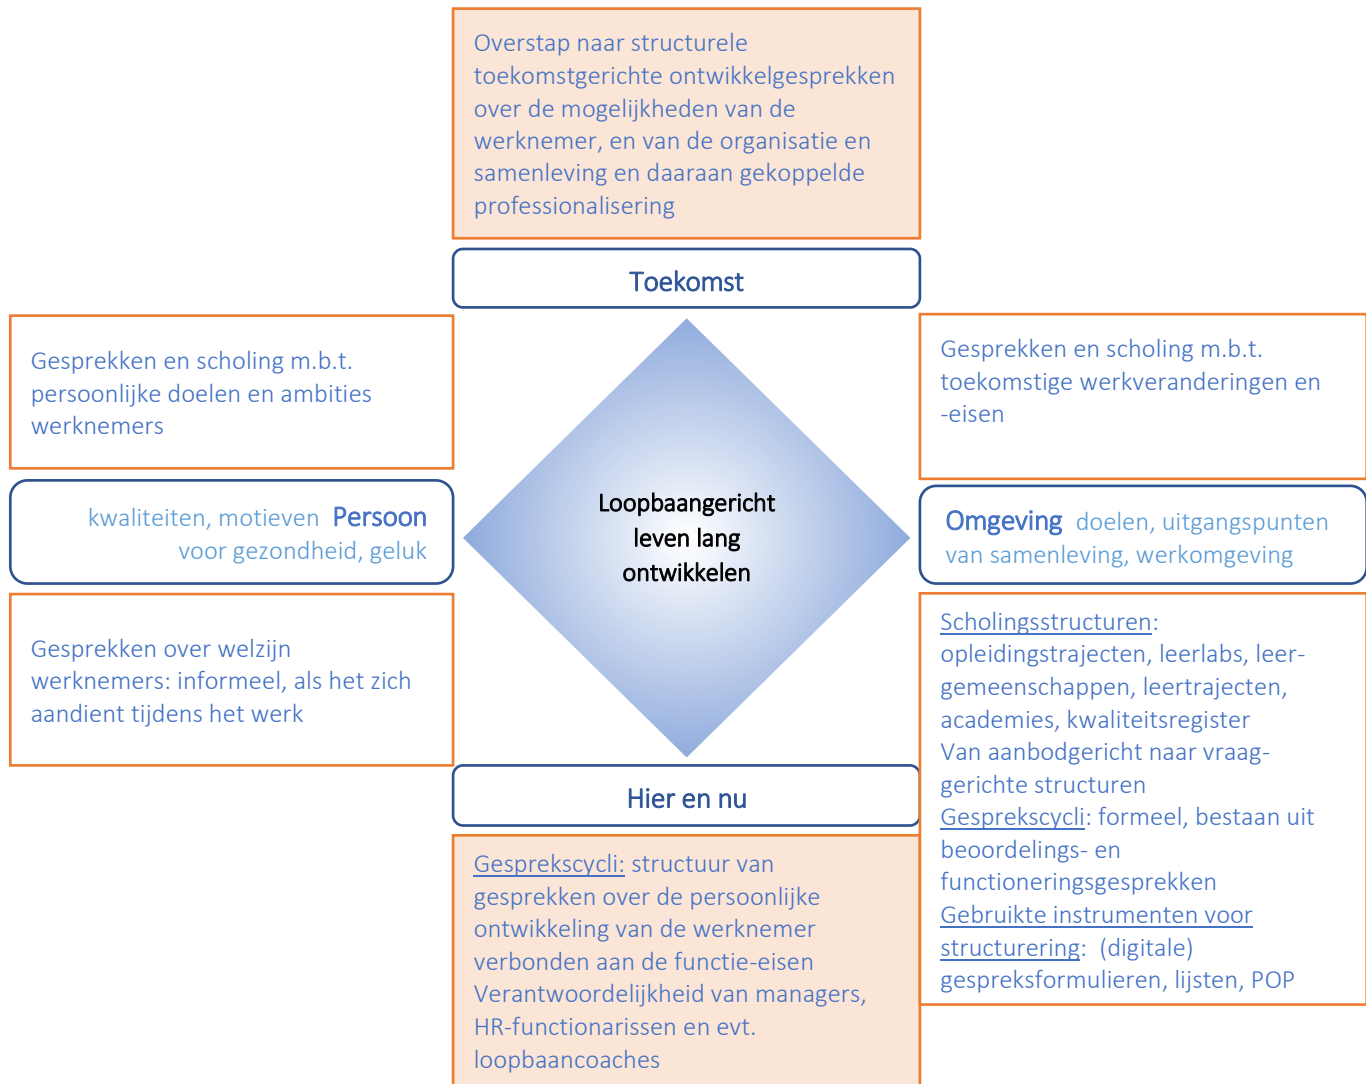 Overstap naar structurele
toekomstgerichte ontwikkelgesprekken
over de mogelijkheden van de
werknemer, en van de organisatie en
samenleving en daaraan gekoppelde
professionalisering
Toekomst
Gesprekken en scholing m.b.t.
persoonlijke doelen en ambities
werknemers
Gesprekken en scholing m.b.t.
toekomstige werkveranderingen en
-eisen
kwaliteiten, motieven Persoon
voor gezondheid, geluk
Loopbaangericht
leven lang
ontwikkelen
Omgeving doelen, uitgangspunten
van samenleving, werkomgeving
Gesprekken over welzijn
werknemers: informeel, als het zich
aandient tijdens het werk
Scholingsstructuren:
opleidingstrajecten, leerlabs, leer-
gemeenschappen, leertrajecten,
academies, kwaliteitsregister
Van aanbodgericht naar vraag-
gerichte structuren
Gesprekscycli: formeel, bestaan uit
beoordelings- en
functioneringsgesprekken
Gebruikte instrumenten voor
structurering: (digitale)
gespreksformulieren, lijsten, POP
Hier en nu
Gesprekscycli: structuur van
gesprekken over de persoonlijke
ontwikkeling van de werknemer
verbonden aan de functie-eisen
Verantwoordelijkheid van managers,
HR-functionarissen en evt.
loopbaancoaches